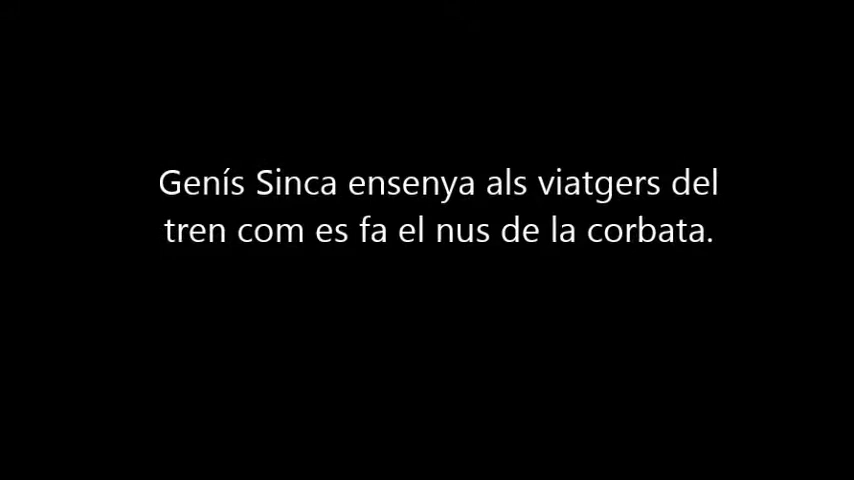 Genís Sinca ensenya als viatgers del
tren com es fa el nus de la corbata.